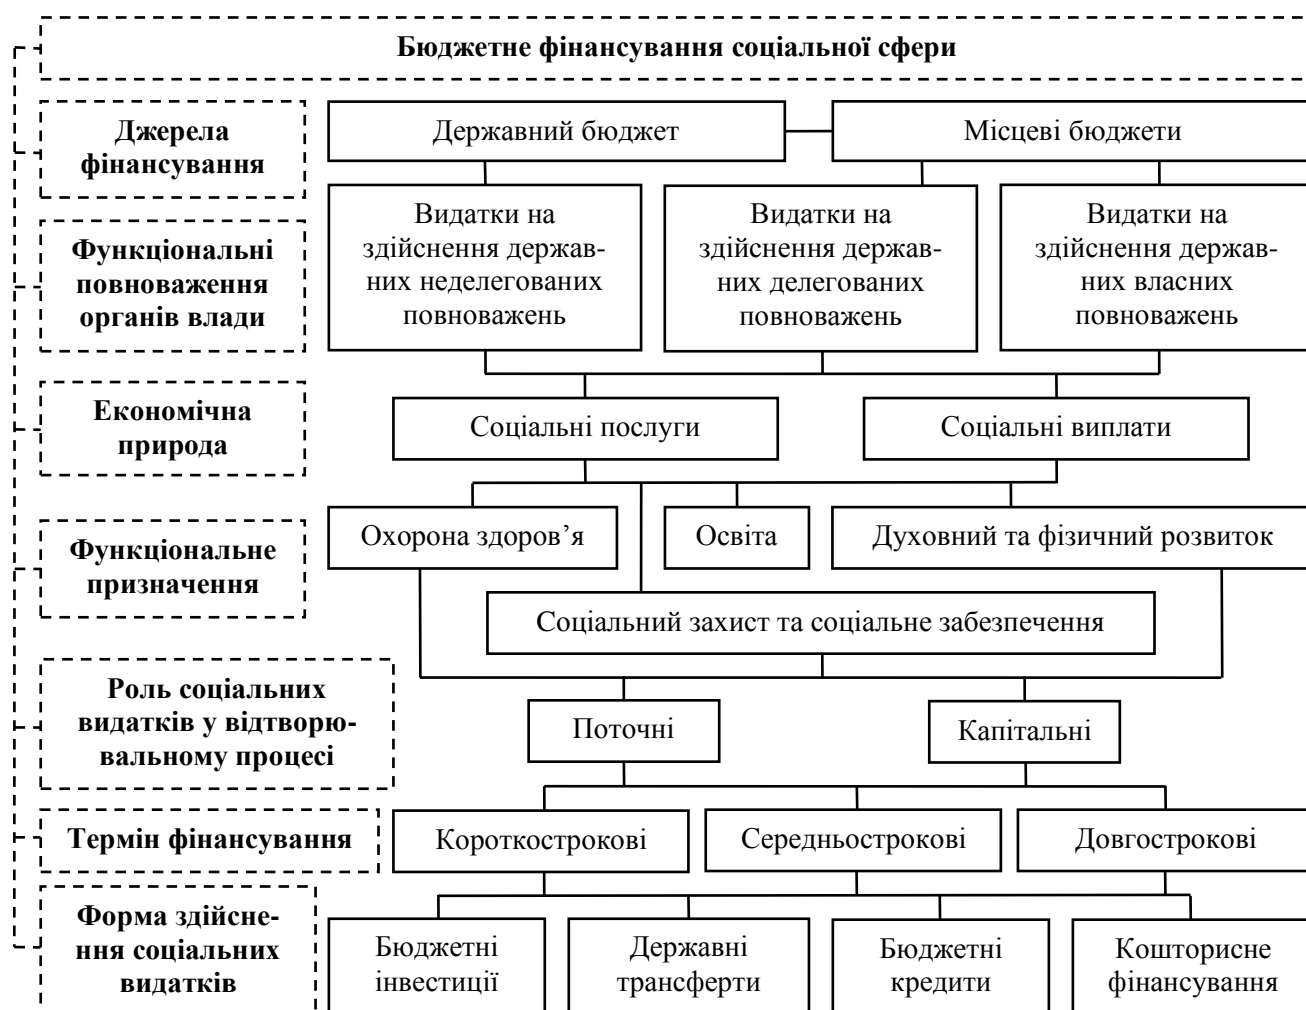 Бюджетне фінансування соціальної сфери
Джерела
фінансування
Державний бюджет
Місцеві бюджети
Функціональні
повноваження
органів влади
Видатки на
здійснення держав-
них неделегованих
повноважень
Видатки на
здійснення держав-
них делегованих
повноважень
Видатки на
здійснення держав-
них власних
повноважень
Економічна
природа
Соціальні послуги
Соціальні виплати
Функціональне
призначення
Охорона здоров’я
Освіта
Духовний та фізичний розвиток
Соціальний захист та соціальне забезпечення
Роль соціальних
видатків у відтворю-
вальному процесі
Поточні
Капітальні
Термін фінансування
Короткострокові
Середньострокові
Довгострокові
Форма здійсне-
ння соціальних
видатків
Бюджетні
інвестиції
Державні
трансферти
Бюджетні
кредити
Кошторисне
фінансування